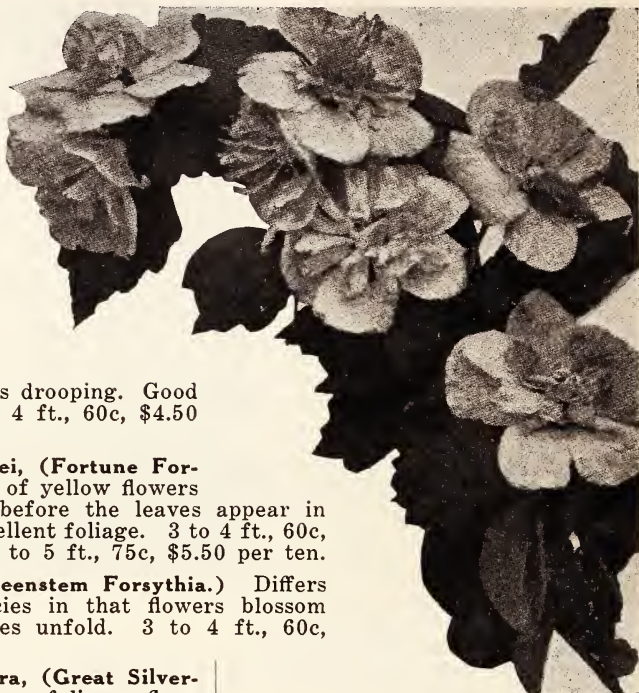 s drooping. Good
4 ft., 60c, $4.50
ei, (Fortune For-
of yellow flowers
before the leaves appear in
ellent foliage. 3 to 4 ft., 60c,
to 5 ft., 75c, $5.50 per ten.
eenstem Forsythia.) Differs
cies in that flowers blossom
es unfold. 3 to 4 ft., 60c,
ra, (Great Silver-